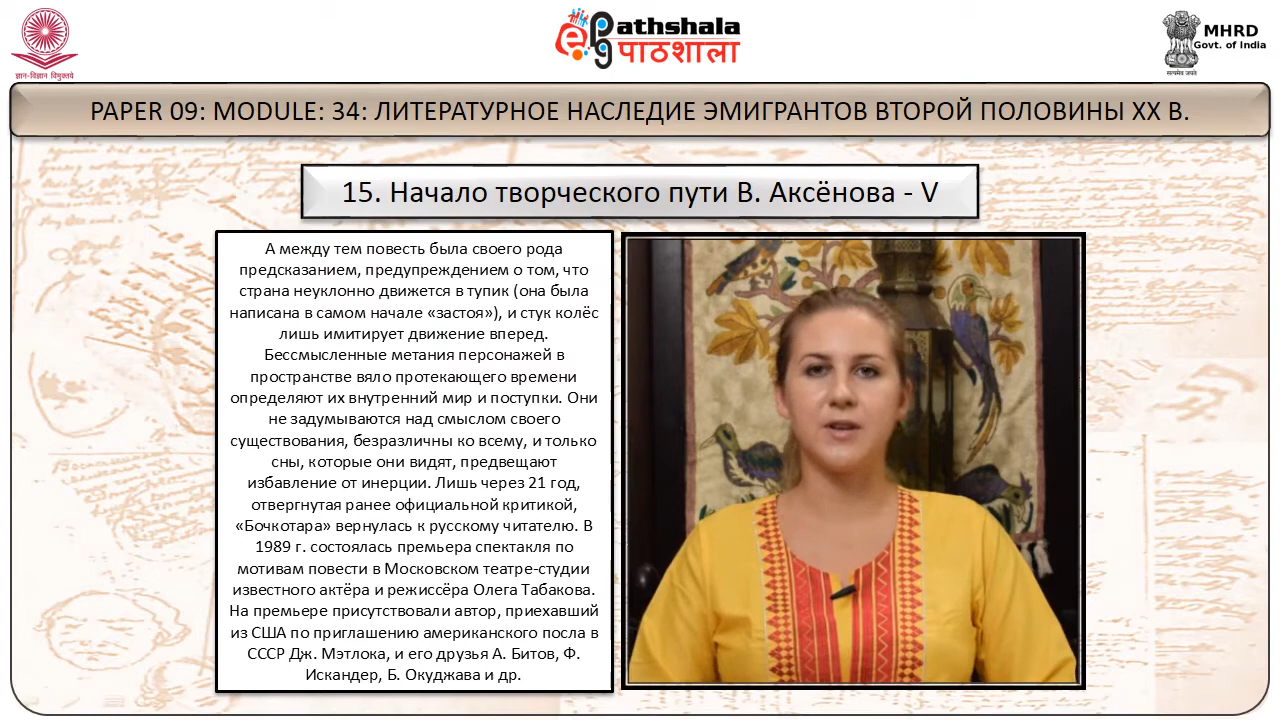 ज्ञान-विज्ञान विमुक्तये
ePathshala
पाठशाला
MHRD
Govt. of India
सत्यमेव जयते
PAPER 09: MODULE: 34: ЛИТЕРАТУРНОЕ НАСЛЕДИЕ ЭМИГРАНТОВ ВТОРОЙ ПОЛОВИНЫ XX В.
15. Начало творческого пути В. Аксёнова - V
А между тем повесть была своего рода
предсказанием, предупреждением о том, что
страна неуклонно движется в тупик (она была
написана в самом начале «застоя»), и стук колёс
лишь имитирует движение вперед.
Бессмысленные метания персонажей в
пространстве вяло протекающего времени
определяют их внутренний мир и поступки. Они
не задумываются над смыслом своего
существования, безразличны ко всему, и только
сны, которые они видят, предвещают
избавление от инерции. Лишь через 21 год,
отвергнутая ранее официальной критикой,
«Бочкотара» вернулась к русскому читателю. В
1989 г. состоялась премьера спектакля по
мотивам повести в Московском театре-студии
известного актёра и режиссёра Олега Табакова.
На премьере присутствовали автор, приехавший
из США по приглашению американского посла в
СССР Дж. Мэтлока, и его друзья А. Битов, Ф.
Искандер, Б. Окуджава и др.